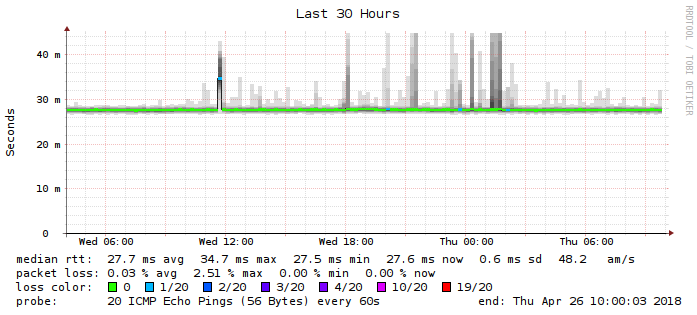 Last 30 Hours
RRDTOOL / TOBI OETIKER
Seconds
40 m
30 m
20 m
10 m
0
Wed 06:00 Wed 12:00 Wed 18:00 Thu 00:00 Thu 06:00
median rtt: 27.7 ms avg 34.7 ms max 27.5 ms min 27.6 ms now 0.6 ms sd 48.2 am/s
packet loss: 0.03 % avg 2.51 % max 0.00 % min 0.00 % now
loss color: 0 1/20 2/20 3/20 4/20 10/20 19/20
probe: 20 ICMP Echo Pings (56 Bytes) every 60s end: Thu Apr 26 10:00:03 2018